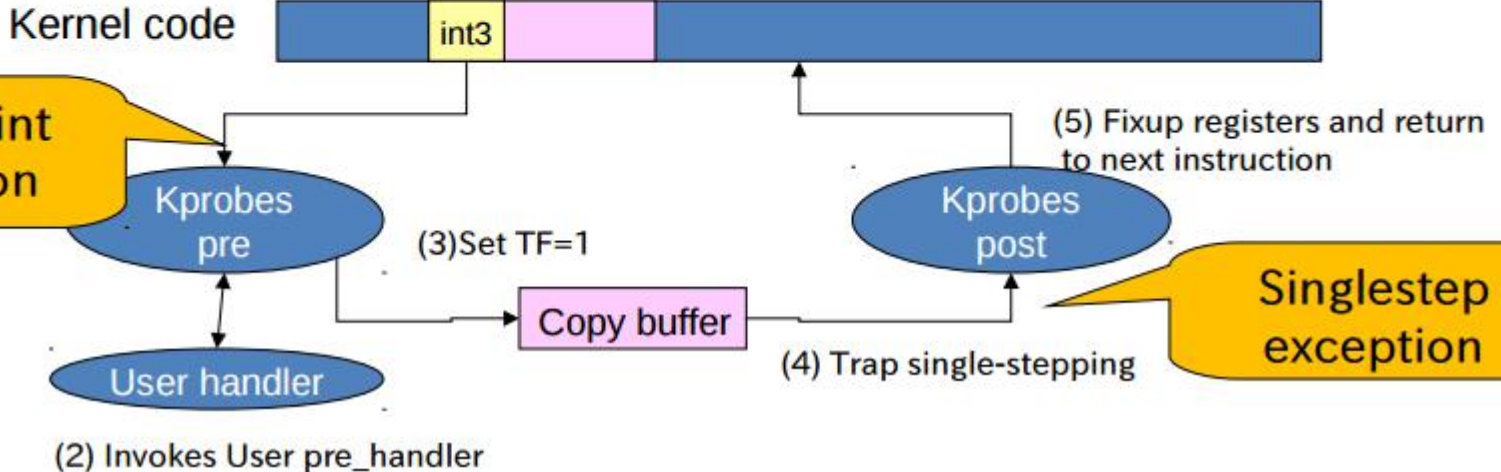 Kernel code
int3
int
on
(5) Fixup registers and return
to next instruction
Kprobes
pre
Kprobes
post
(3)Set TF=1
Copy buffer
Singlestep
exception
(4) Trap single-stepping
User handler
(2) Invokes User pre_handler